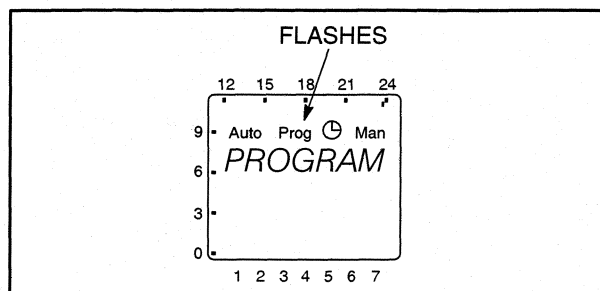 FLASHES
12 15 18 21 24
9 Auto Prog Man
PROGRAM
6
3
0
1 2 3 4 5 6 7